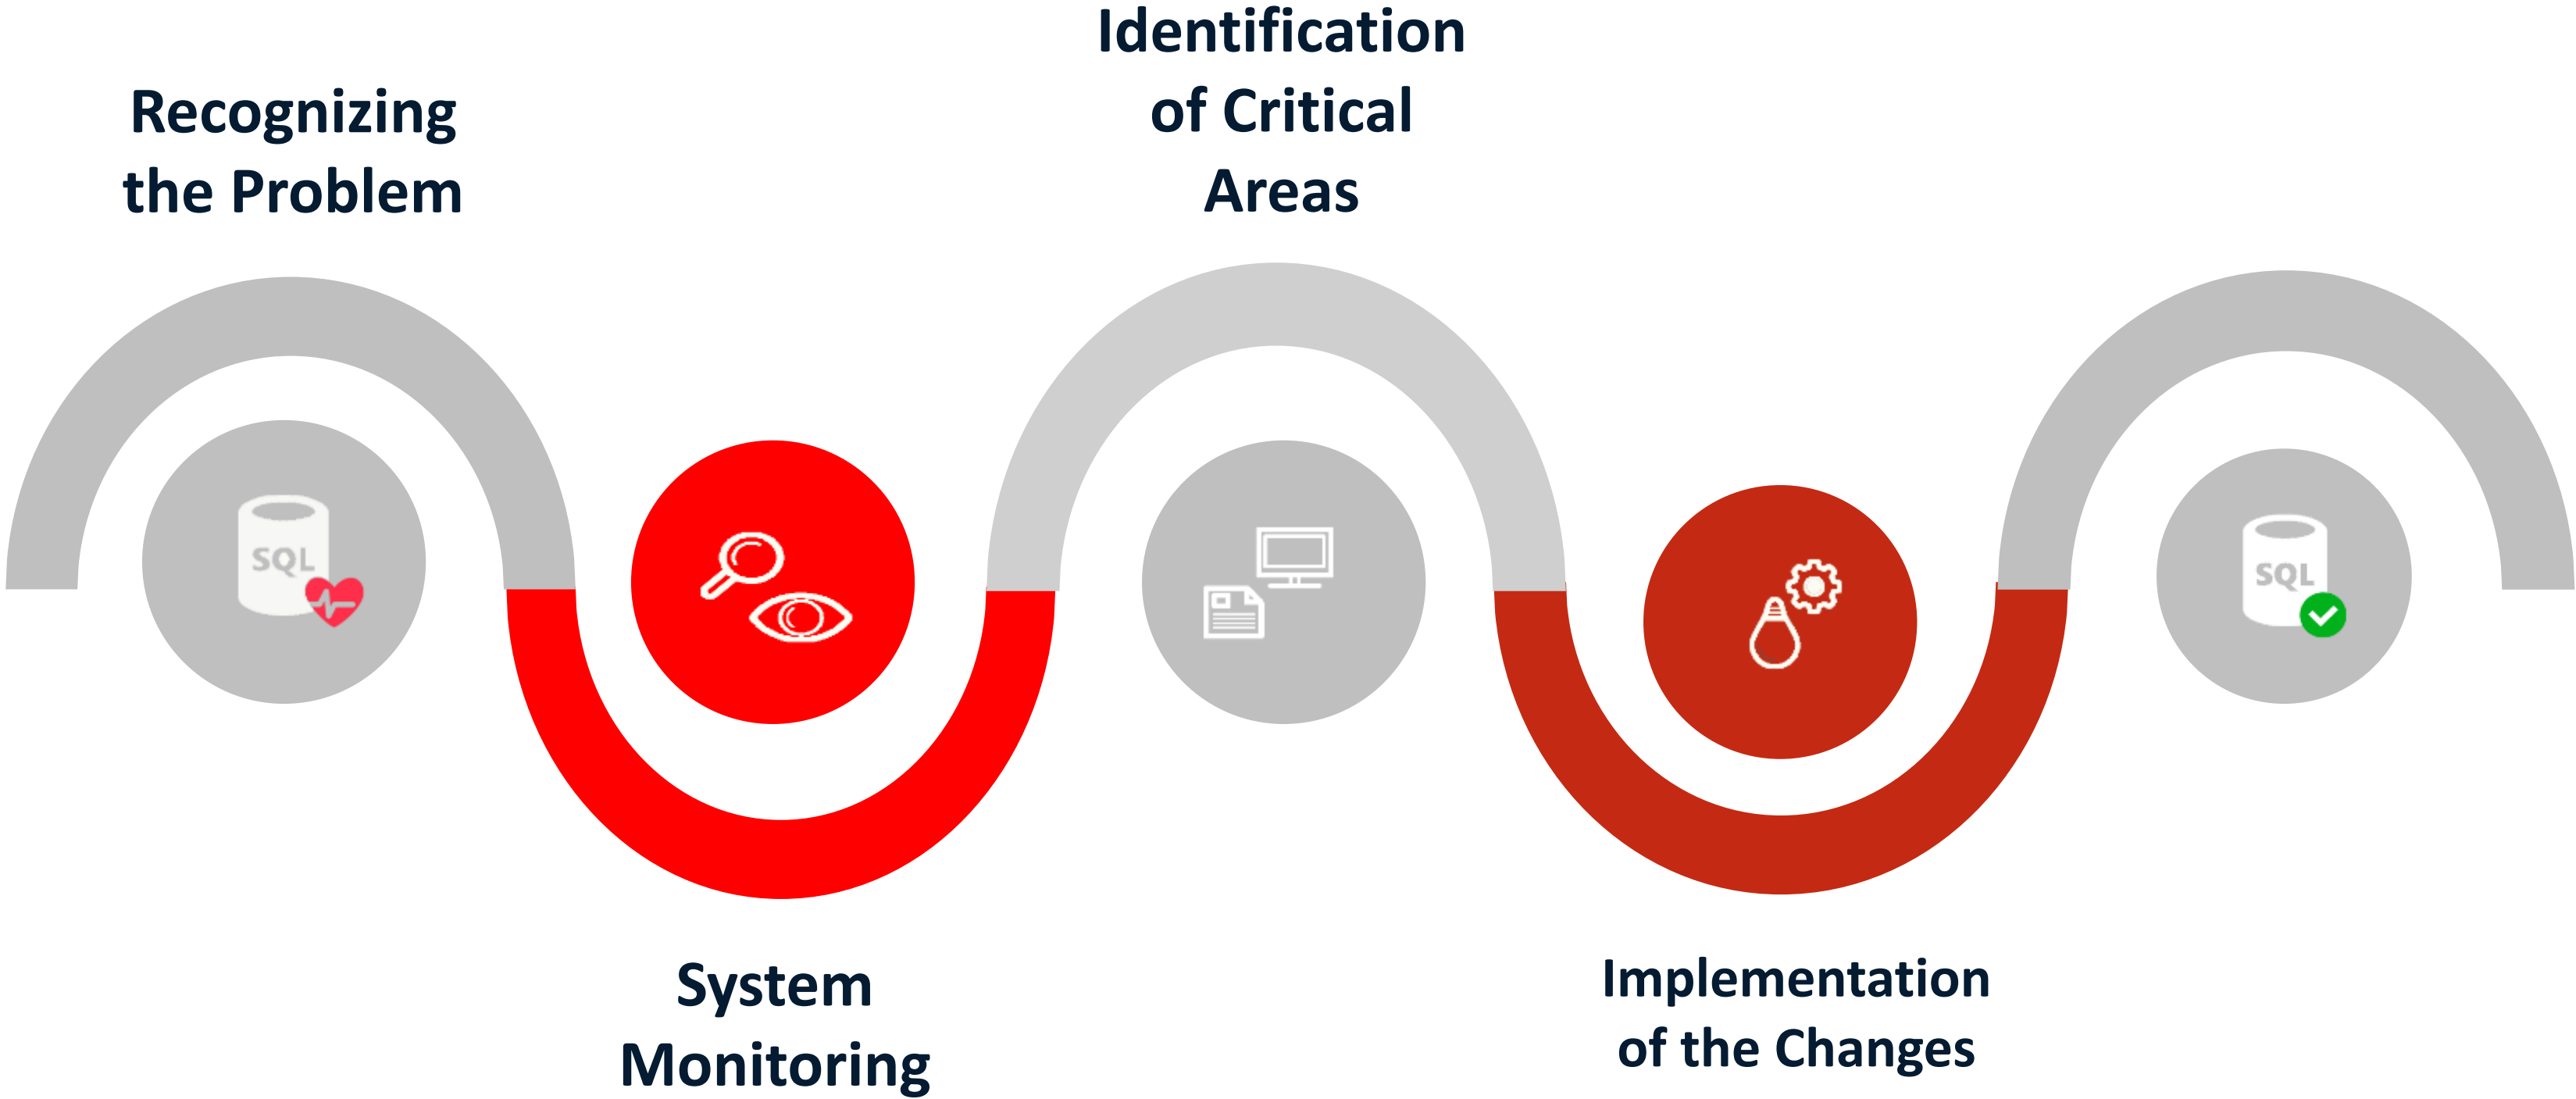 Recognizing
the Problem
SQL
System
Monitoring
Identification
of Critical
Areas
Implementation
of the Changes
SQL